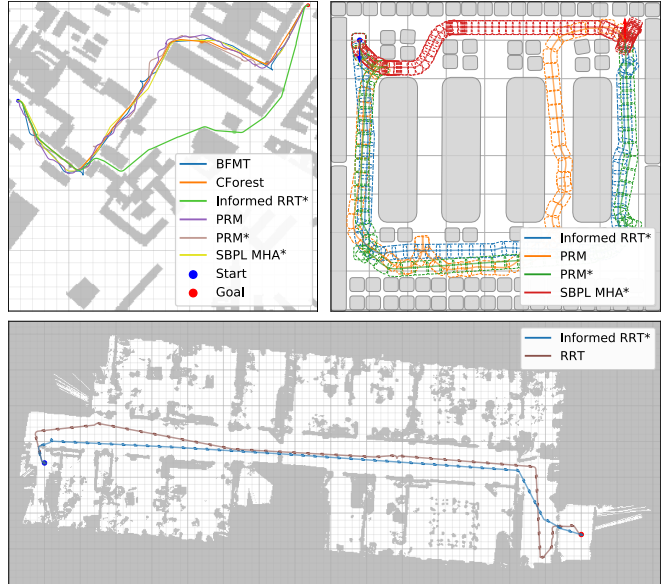 BFMT
CForest
Informed RRT*
PRM
PRM*
SBPL MHA*
Start
Goal
Informed RRT*
PRM
PRM*
SBPL MHA*
Informed RRT*
RRT